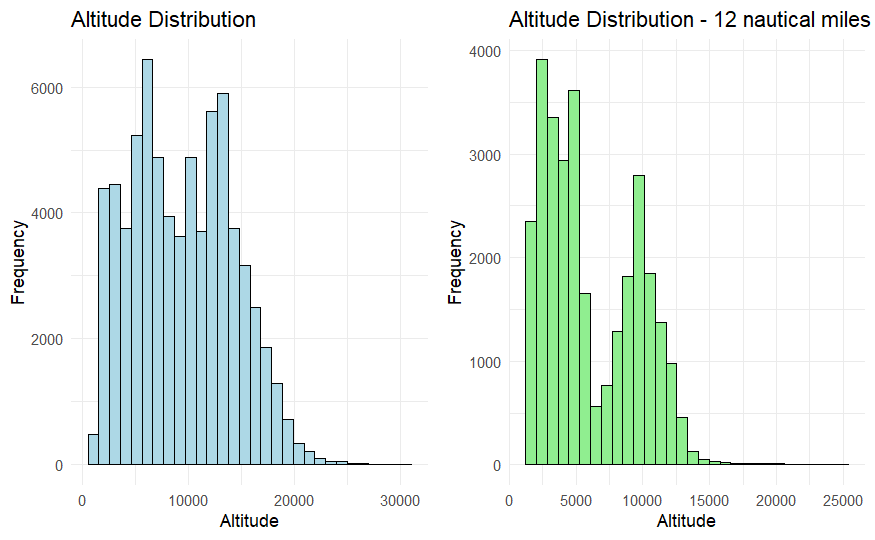 Altitude Distribution
Frequency
6000
4000
2000
0
0 10000 20000 30000
Altitude
Altitude Distribution - 12 nautical miles
Frequency
4000
3000
2000
1000
0
0 5000 10000 15000 20000 25000
Altitude